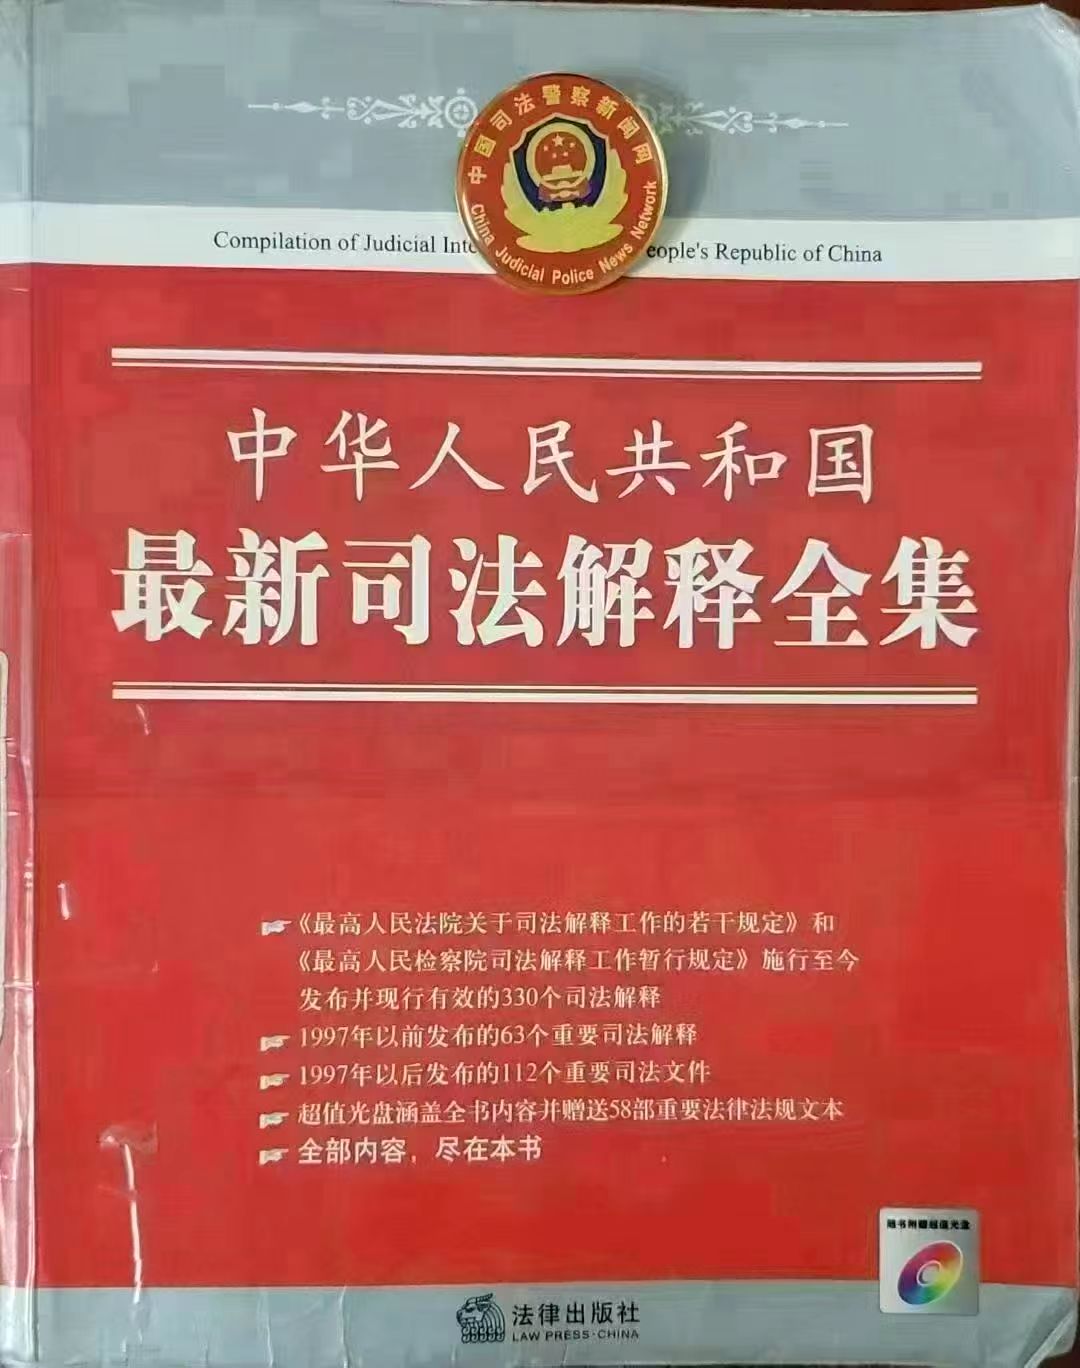 中国司法警察新闻网
China Judicial Police News Network
Compilation of Judicial Inte eople's Republic of China
中华人民共和国
最新司法解释全集
《最高人民法院关于司法解释工作的若干规定》和
《最高人民检察院司法解释工作暂行规定》施行至今
发布并现行有效的330个司法解释
1997年以前发布的63个重要司法解释
1997年以后发布的112个重要司法文件
超值光盘涵盖全书内容并赠送58部重要法律法规文本
全部内容，尽在本书
随书附赠超值光盘
法律出版社
LAW PRESS·CHINA